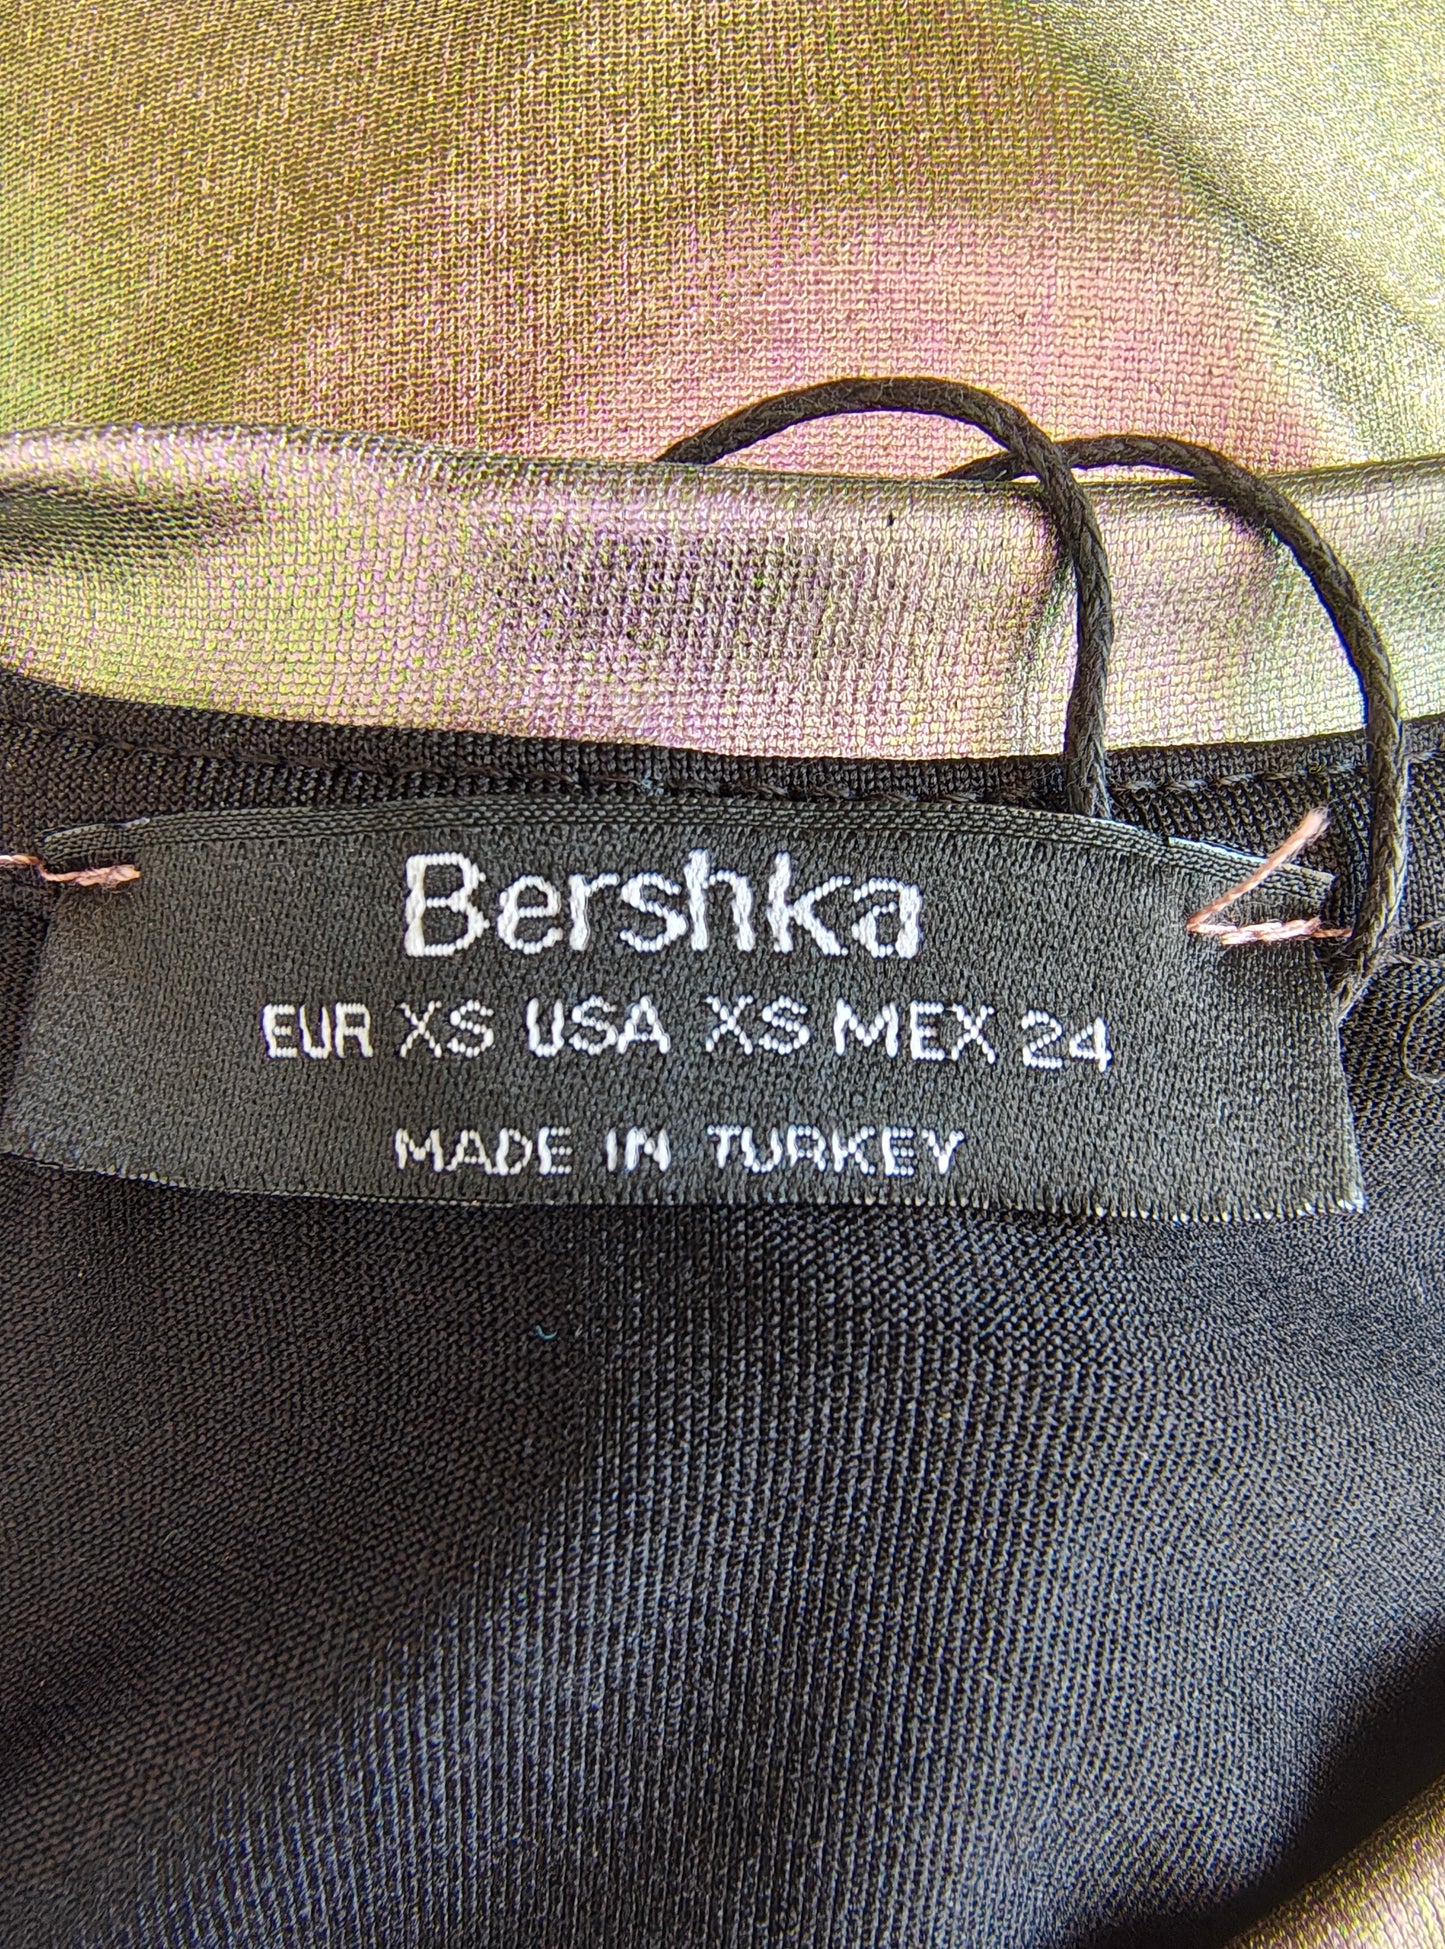 Bershka
EUR XS USA XS MEX 24
MADE IN TURKEY